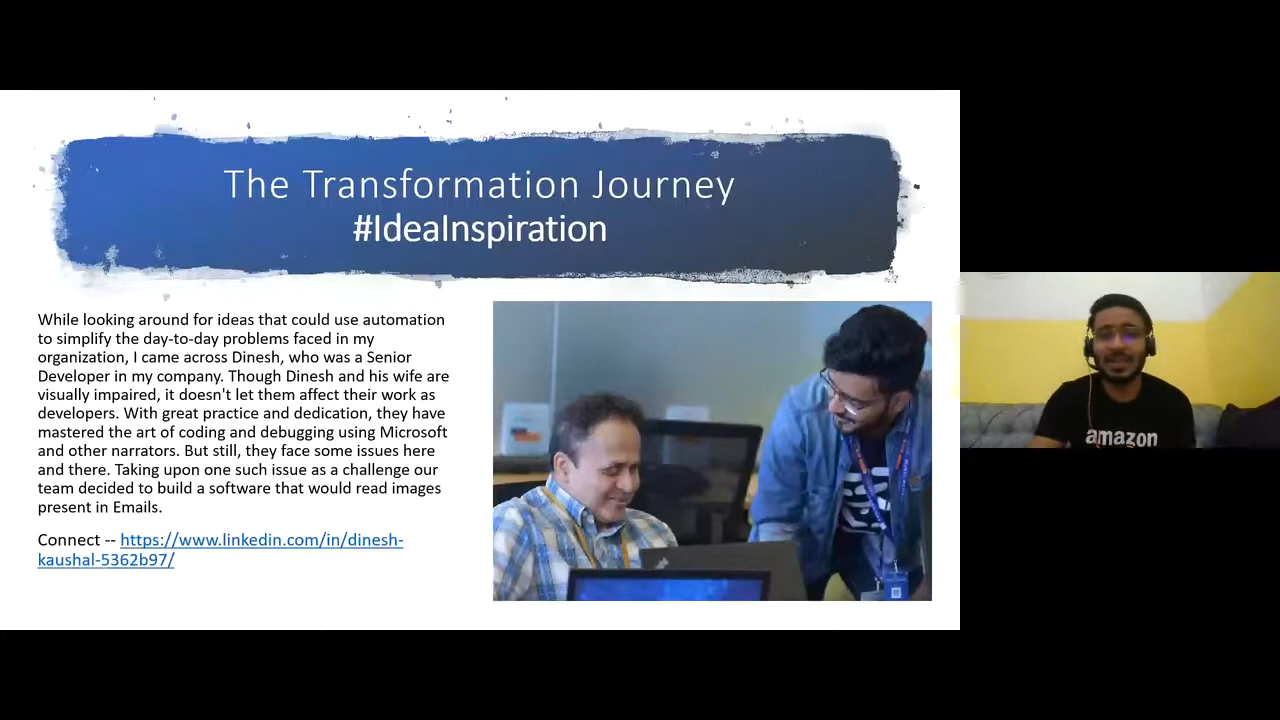 The Transformation Journey
#IdeaInspiration
While looking around for ideas that could use automation
to simplify the day-to-day problems faced in my
organization, I came across Dinesh, who was a Senior
Developer in my company. Though Dinesh and his wife are
visually impaired, it doesn't let them affect their work as
developers. With great practice and dedication, they have
mastered the art of coding and debugging using Microsoft
and other narrators. But still, they face some issues here
and there. Taking upon one such issue as a challenge our
team decided to build a software that would read images
present in Emails.
Connect -- https://www.linkedin.com/in/dinesh-
kaushal-5362b97/
amazon